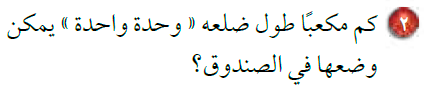 ٢ كم مكعبًا طول ضلعه « وحدة واحدة » يمكن
وضعها في الصندوق؟